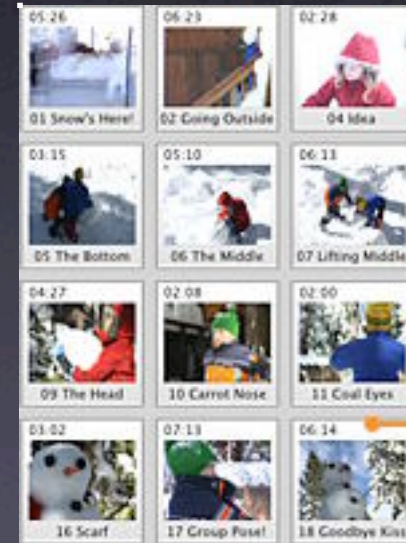 05:26 06:23 02:28
01 Snow's Here! 02 Going Outside 04 Idea
03:15 05:10 06:13
05 The Bottom 06 The Middle 07 Lifting Middle
04:27 02:08 02:00
09 The Head 10 Carrot Nose 11 Coal Eyes
03:02 07:13 06:14
16 Scarf 17 Group Pose! 18 Goodbye Kiss